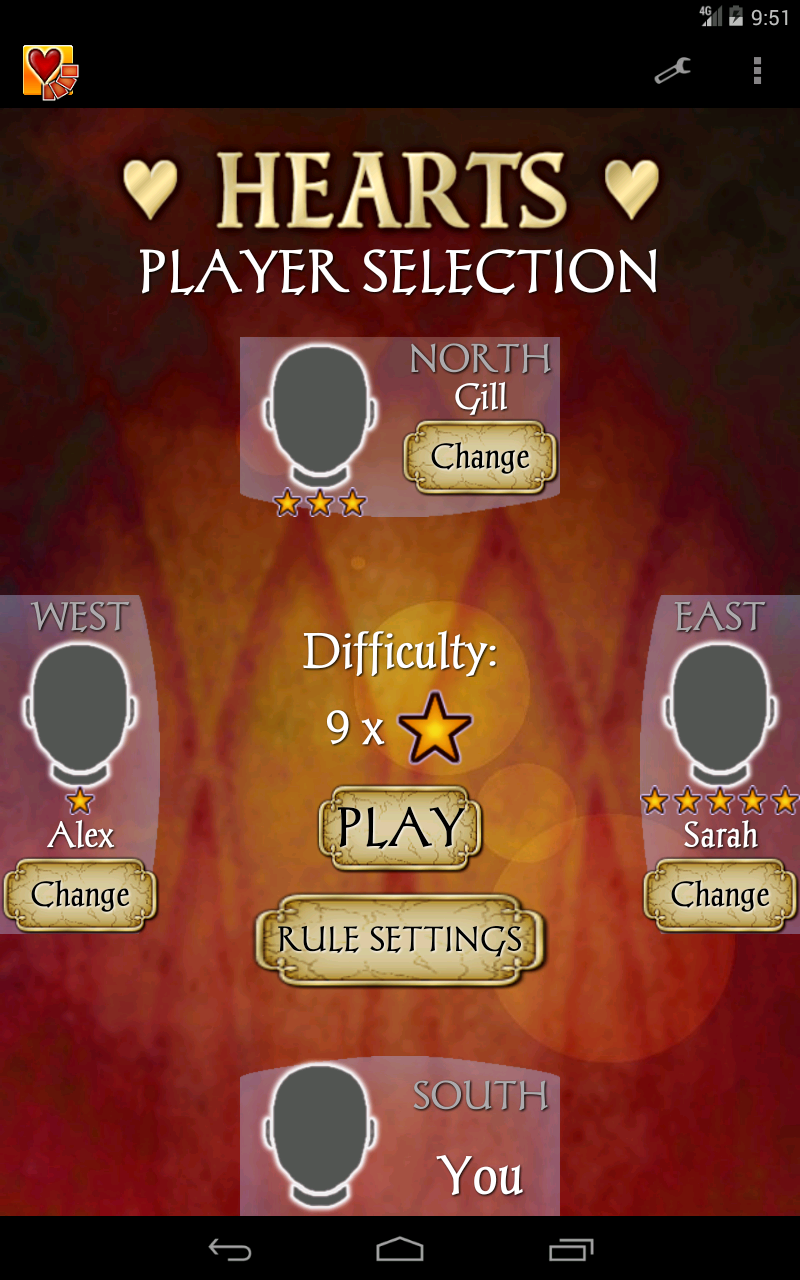 4G 9:51
HEARTS
PLAYER SELECTION
NORTH
Gill
Change
WEST
EAST
Difficulty:
9 x
Alex
Sarah
PLAY
Change
Change
RULE SETTINGS
SOUTH
You